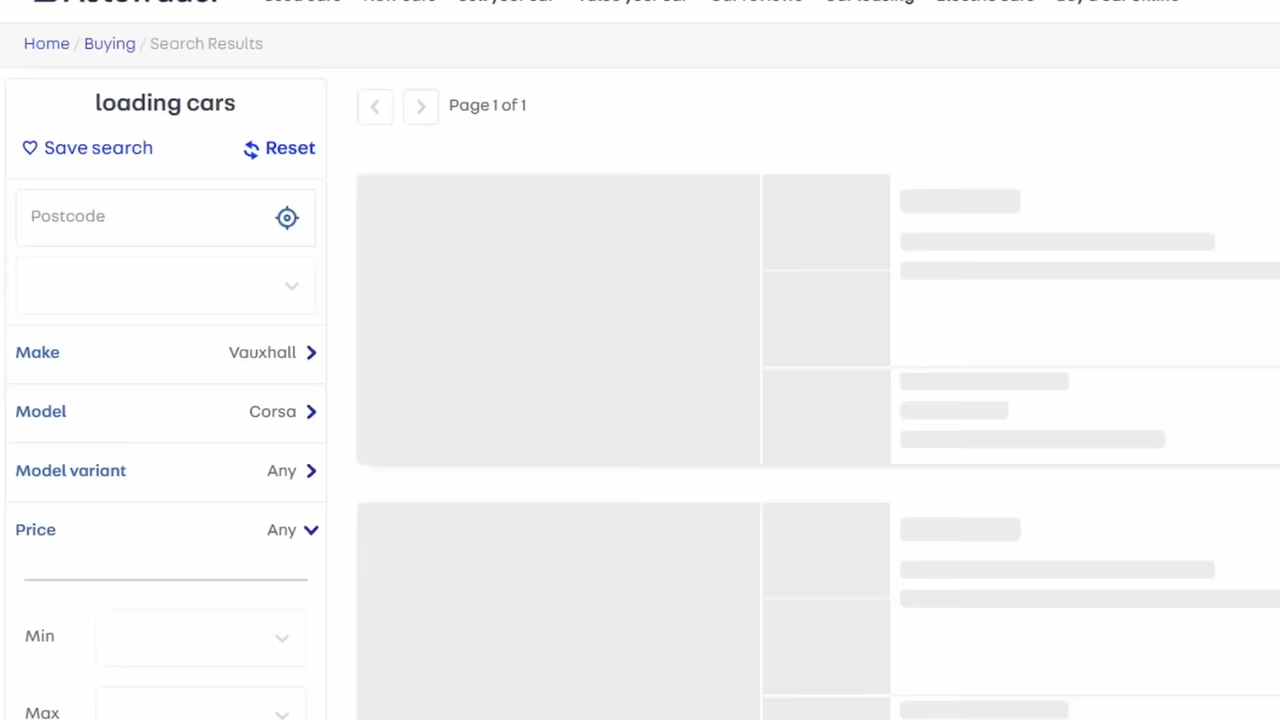 Home / Buying / Search Results
loading cars
Save search
Reset
Page 1 of 1
Postcode
Make Vauxhall
Model Corsa
Model variant Any
Price Any
Min
Max